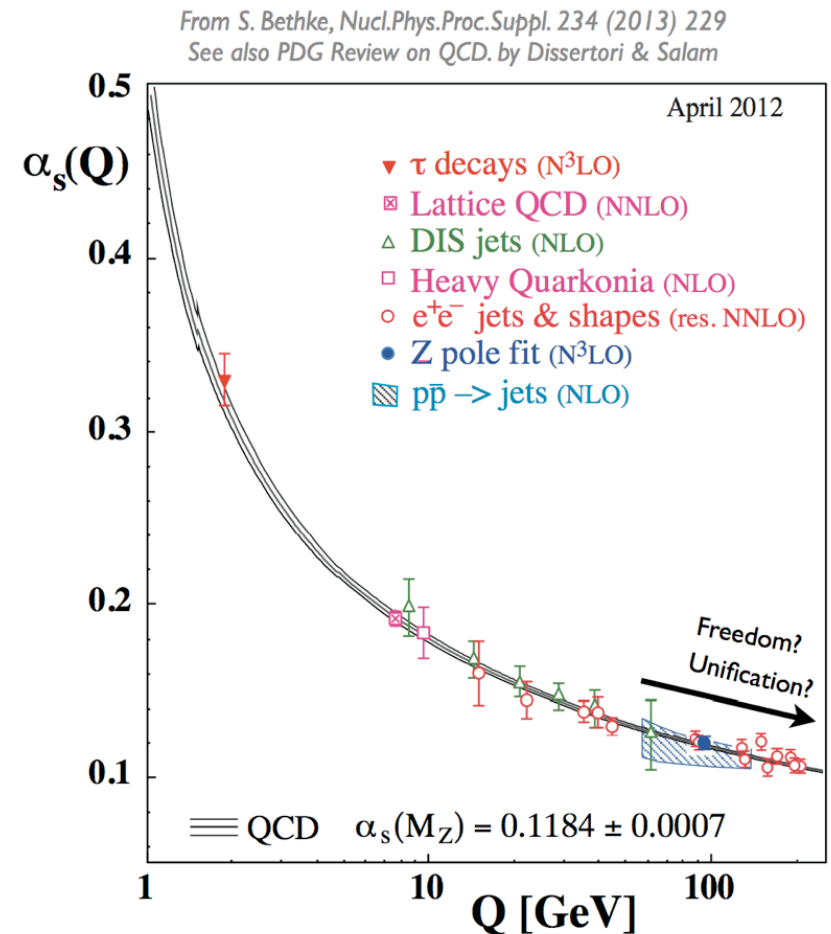 From S. Bethke, Nucl.Phys.Proc.Suppl. 234 (2013) 229
See also PDG Review on QCD. by Dissertori & Salam
April 2012
αs(Q)
0.5
0.4
0.3
0.2
0.1
τ decays (N³LO)
Lattice QCD (NNLO)
DIS jets (NLO)
Heavy Quarkonia (NLO)
e⁺e⁻ jets & shapes (res. NNLO)
Z pole fit (N³LO)
pp̄ –> jets (NLO)
Freedom?
Unification?
QCD αs(MZ) = 0.1184 ± 0.0007
1 10 100
Q [GeV]